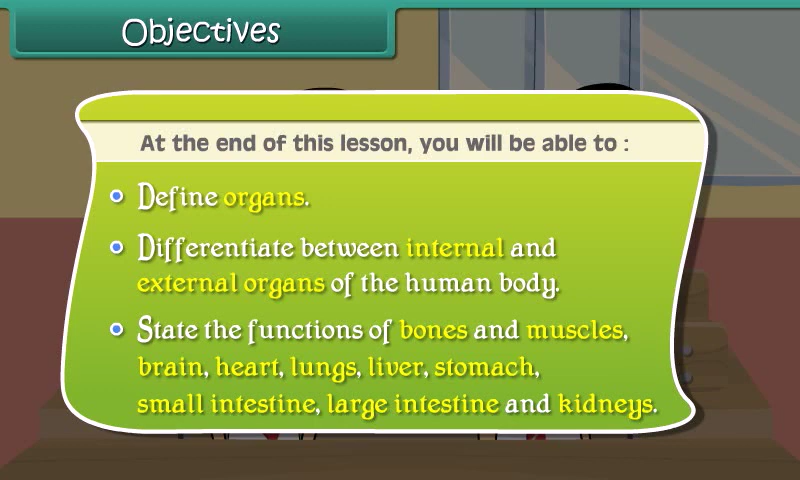 Objectives
At the end of this lesson, you will be able to :
Define organs.
Differentiate between internal and
external organs of the human body.
State the functions of bones and muscles,
brain, heart, lungs, liver, stomach,
small intestine, large intestine and kidneys.